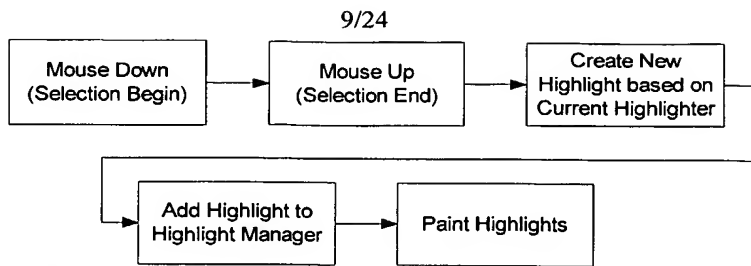 9/24
Mouse Down
(Selection Begin)
Mouse Up
(Selection End)
Create New
Highlight based on
Current Highlighter
Add Highlight to
Highlight Manager
Paint Highlights